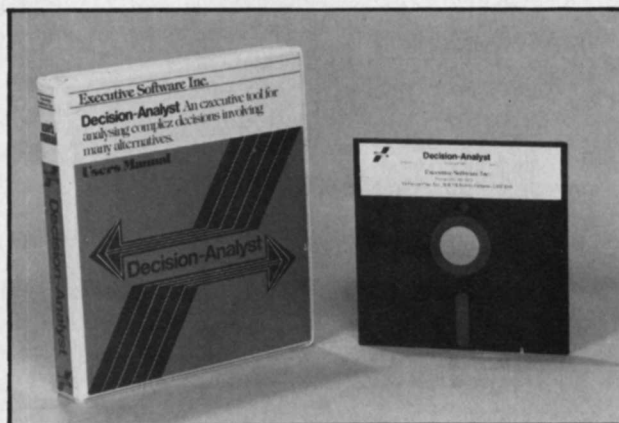 Executive Software Inc.
Decision-Analyst An executive tool for
analysing complex decisions involving
many alternatives.
Users Manual
Decision-Analyst
Decision-Analyst
Decision-Analyst
Executive Software Inc.